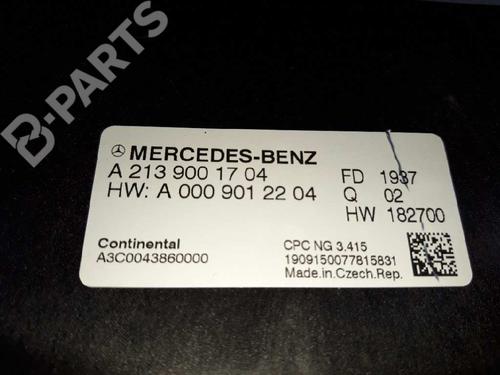 B-PARTS
MERCEDES-BENZ
A 213 900 17 04
HW: A 000 901 22 04
FD 1937
Q 02
HW 182700
Continental
A3C0043860000
CPC NG 3.415
1909150077815831
Made.in.Czech.Rep.